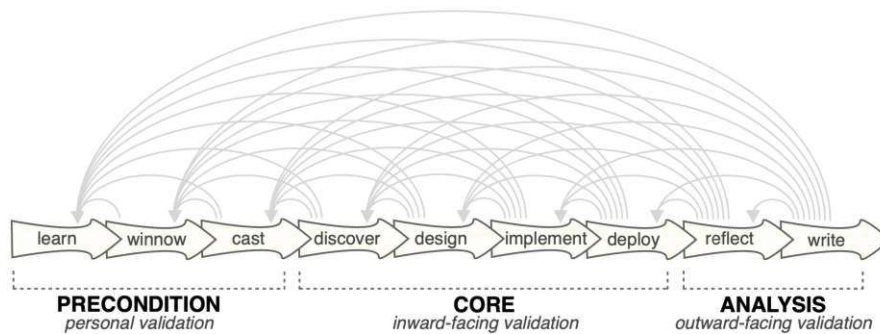 learn winnow cast discover design implement deploy reflect write
PRECONDITION CORE ANALYSIS
personal validation inward-facing validation outward-facing validation